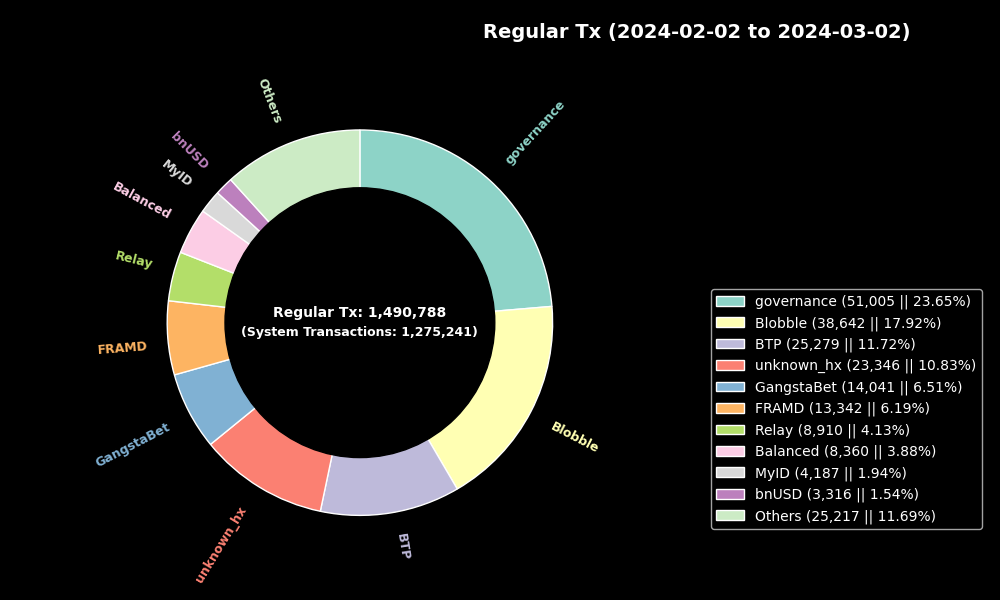 Regular Tx (2024-02-02 to 2024-03-02)
Others
governance
bnUSD
MyID
Balanced
Relay
FRAMD
GangstaBet
unknown_hx
BTP
Blobble
Regular Tx: 1,490,788
(System Transactions: 1,275,241)
governance (51,005 || 23.65%)
Blobble (38,642 || 17.92%)
BTP (25,279 || 11.72%)
unknown_hx (23,346 || 10.83%)
GangstaBet (14,041 || 6.51%)
FRAMD (13,342 || 6.19%)
Relay (8,910 || 4.13%)
Balanced (8,360 || 3.88%)
MyID (4,187 || 1.94%)
bnUSD (3,316 || 1.54%)
Others (25,217 || 11.69%)